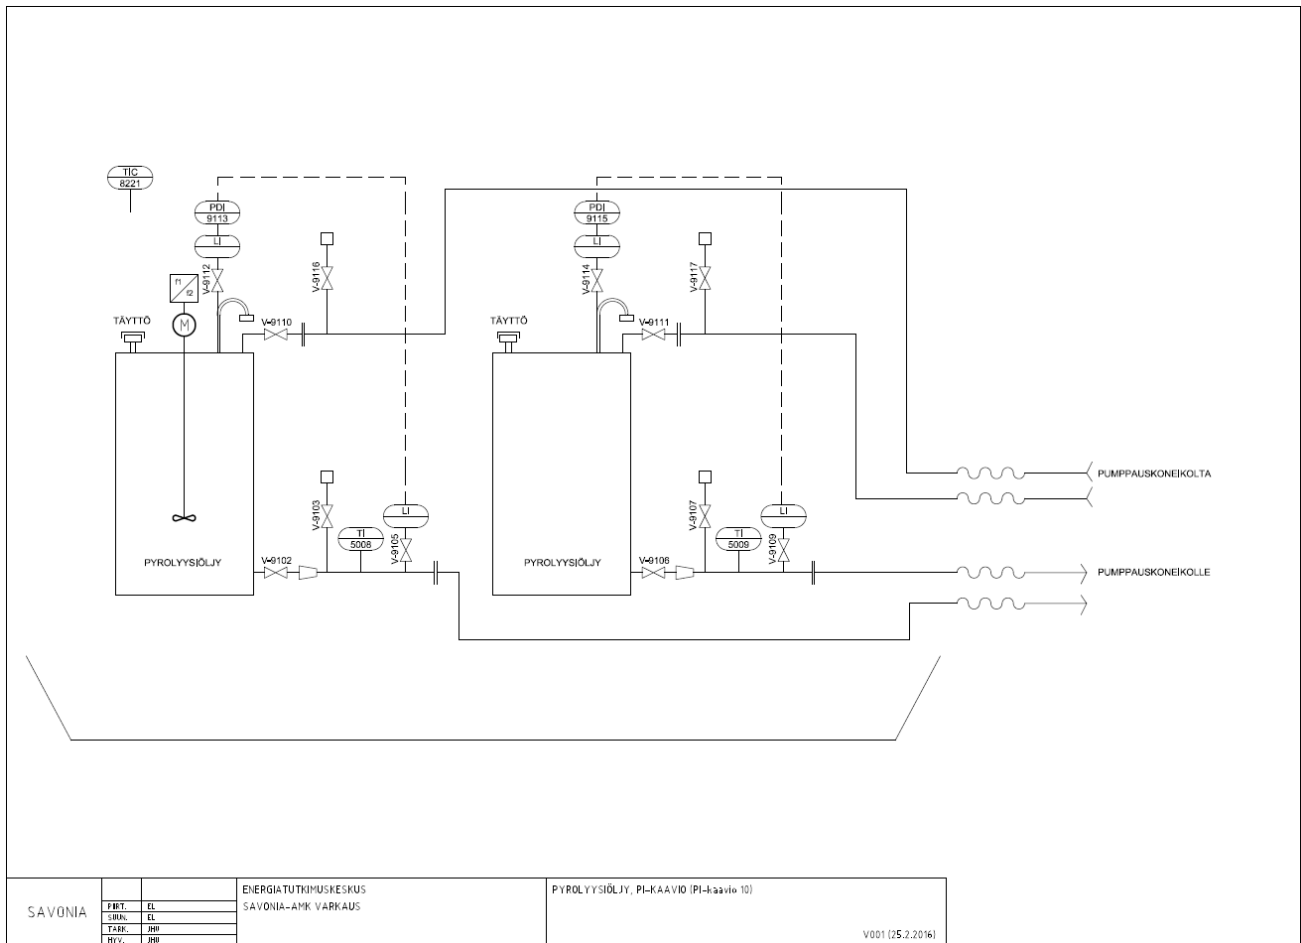 TIC
8221
PDI
9113
PDI
9115
LI
LI
V-9112
V-9116
V-9114
V-9117
f1
f2
M
TÄYTTÖ
V-9110
TÄYTTÖ
V-9111
PUMPPAUSKONEIKOLTA
V-9103
LI
V-9107
LI
TI
5008
V-9105
TI
5009
V-9109
PYROLYYSIÖLJY
V-9102
PYROLYYSIÖLJY
V-9106
PUMPPAUSKONEIKOLLE
SAVONIA
PIIRT. EL
SUUN. EL
TARK. JHU
HYV. JHU
ENERGIATUTKIMUSKESKUS
SAVONIA-AMK VARKAUS
PYROLYYSIÖLJY, PI-KAAVIO (PI-kaavio 10)
V001 (25.2.2016)